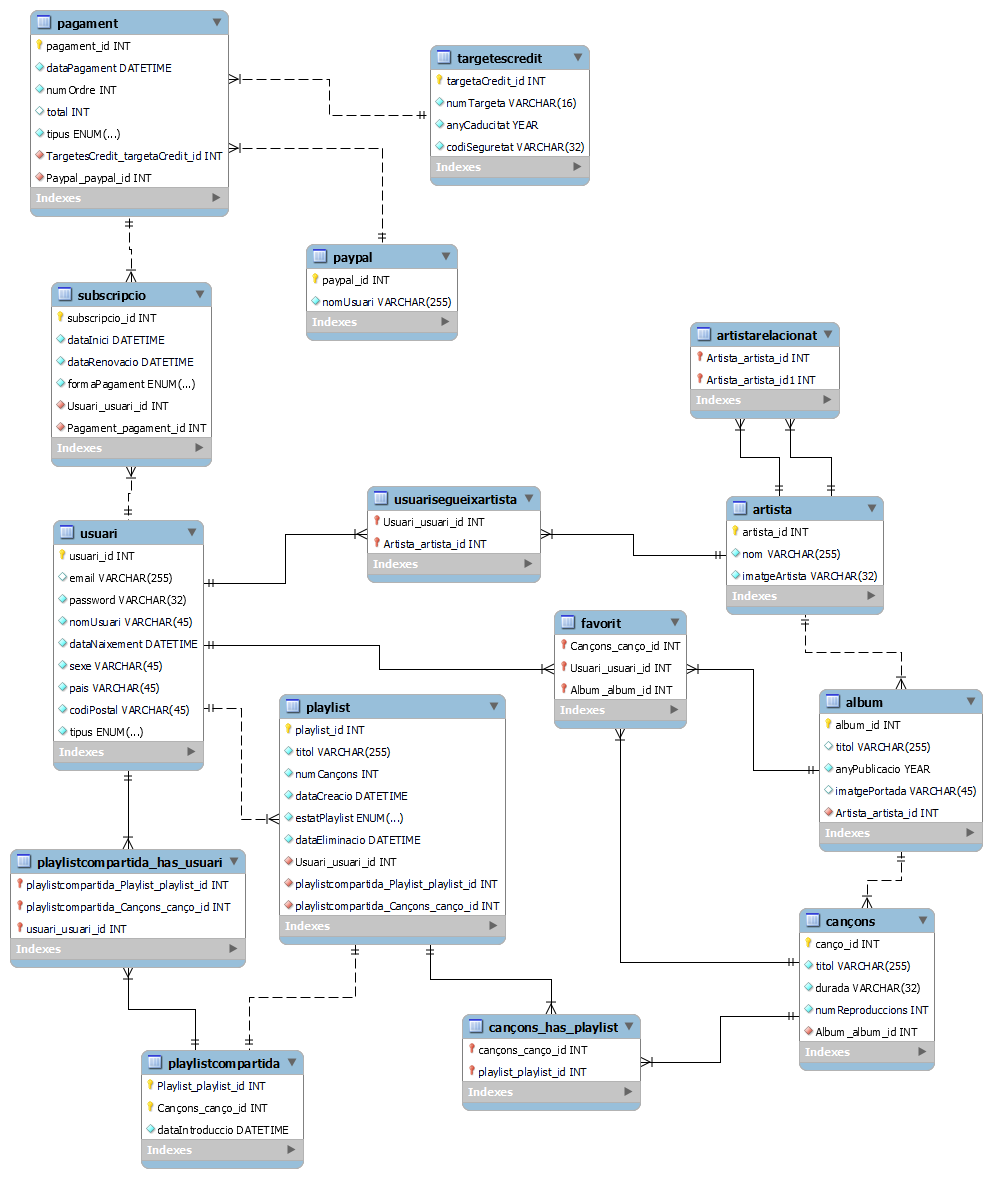 pagament
pagament_id INT
dataPagament DATETIME
numOrdre INT
total INT
tipus ENUM(...)
TargetesCredit_targetaCredit_id INT
Paypal_paypal_id INT
Indexes
targetescredit
targetaCredit_id INT
numTargeta VARCHAR(16)
anyCaducitat YEAR
codiSeguretat VARCHAR(32)
Indexes
paypal
paypal_id INT
nomUsuari VARCHAR(255)
Indexes
subscripcio
subscripcio_id INT
dataInici DATETIME
dataRenovacio DATETIME
formaPagament ENUM(...)
Usuari_usuari_id INT
Pagament_pagament_id INT
Indexes
artistarelacionat
Artista_artista_id INT
Artista_artista_id1 INT
Indexes
usuarisegueixartista
Usuari_usuari_id INT
Artista_artista_id INT
Indexes
artista
artista_id INT
nom VARCHAR(255)
imatgeArtista VARCHAR(32)
Indexes
usuari
usuari_id INT
email VARCHAR(255)
password VARCHAR(32)
nomUsuari VARCHAR(45)
dataNaixement DATETIME
sexe VARCHAR(45)
pais VARCHAR(45)
codiPostal VARCHAR(45)
tipus ENUM(...)
Indexes
favorit
Cançons_canço_id INT
Usuari_usuari_id INT
Album_album_id INT
Indexes
album
album_id INT
titol VARCHAR(255)
anyPublicacio YEAR
imatgePortada VARCHAR(45)
Artista_artista_id INT
Indexes
playlist
playlist_id INT
titol VARCHAR(255)
numCançons INT
dataCreacio DATETIME
estatPlaylist ENUM(...)
dataEliminacio DATETIME
Usuari_usuari_id INT
playlistcompartida_Playlist_playlist_id INT
playlistcompartida_Cançons_canço_id INT
Indexes
playlistcompartida_has_usuari
playlistcompartida_Playlist_playlist_id INT
playlistcompartida_Cançons_canço_id INT
usuari_usuari_id INT
Indexes
cançons
canço_id INT
titol VARCHAR(255)
durada VARCHAR(32)
numReproduccions INT
Album_album_id INT
Indexes
cançons_has_playlist
cançons_canço_id INT
playlist_playlist_id INT
Indexes
playlistcompartida
Playlist_playlist_id INT
Cançons_canço_id INT
dataIntroduccio DATETIME
Indexes